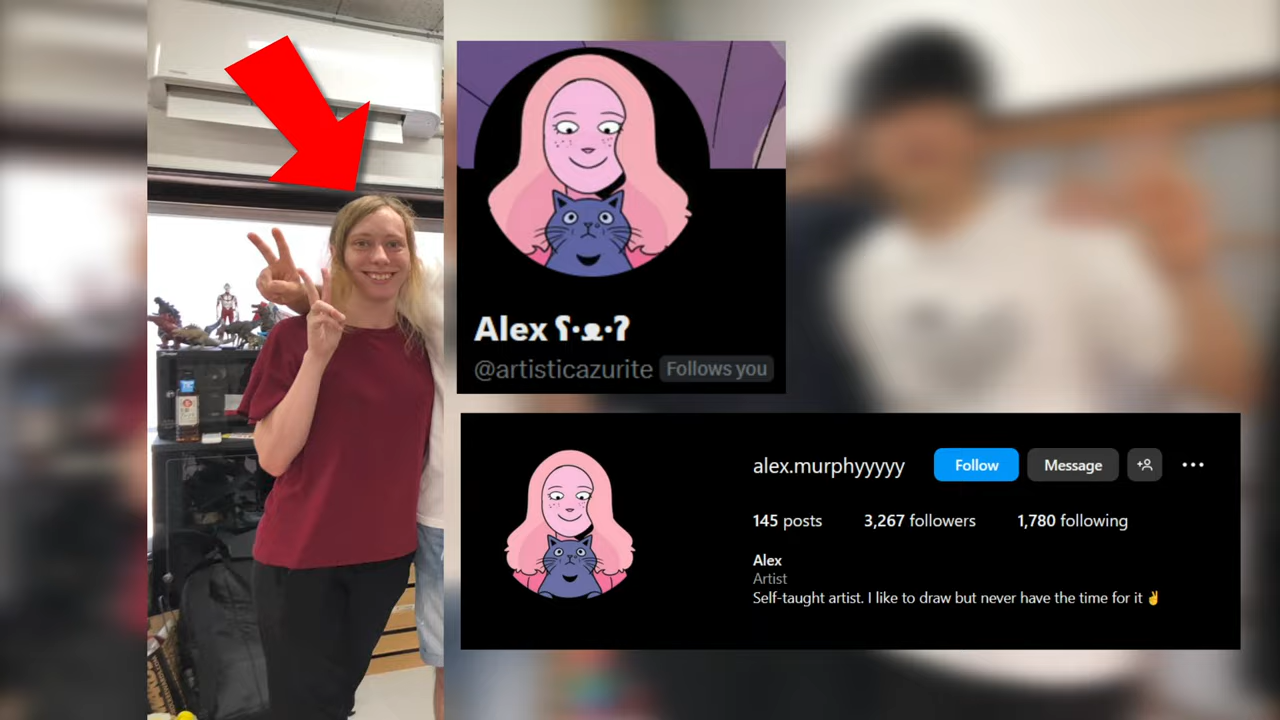 Alex ʕ·ᴥ·ʔ
@artisticazurite Follows you
alex.murphyyyyy Follow Message
145 posts 3,267 followers 1,780 following
Alex
Artist
Self-taught artist. I like to draw but never have the time for it ✌️